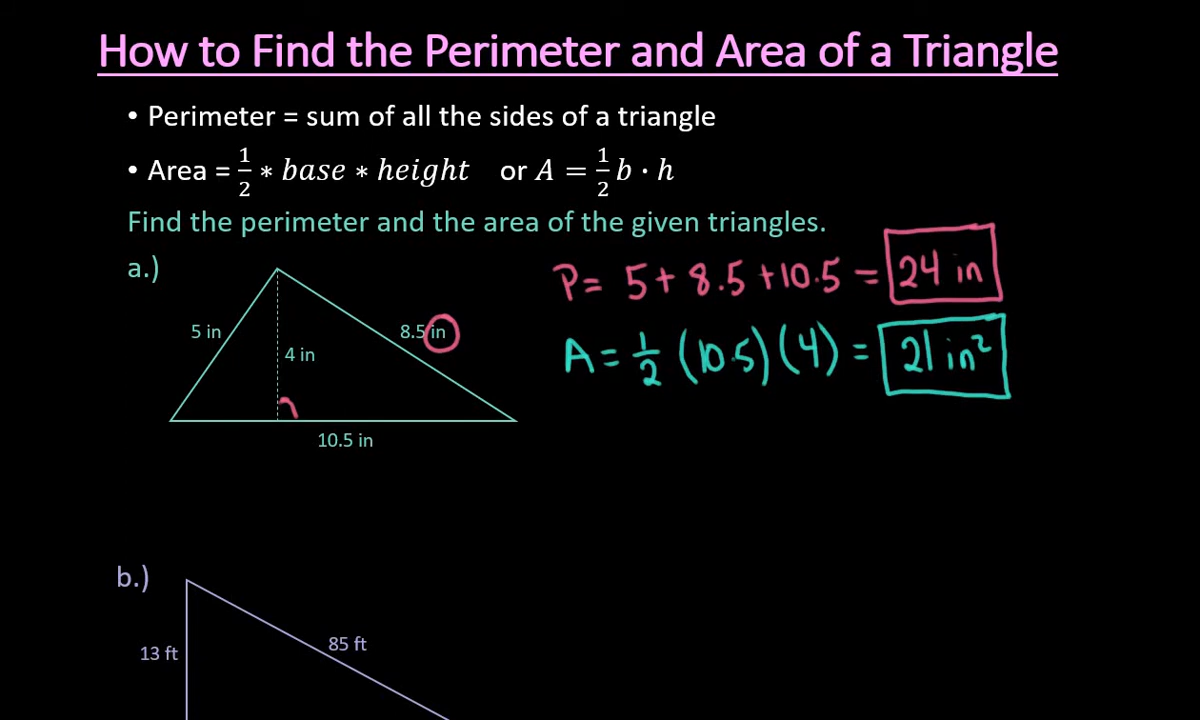 How to Find the Perimeter and Area of a Triangle
• Perimeter = sum of all the sides of a triangle
• Area = 1/2 * base * height or A = 1/2 b · h
Find the perimeter and the area of the given triangles.
a.)
5 in
4 in
8.5 in
10.5 in
P = 5 + 8.5 + 10.5 = 24 in
A = 1/2 (10.5)(4) = 21 in²
b.)
13 ft
85 ft